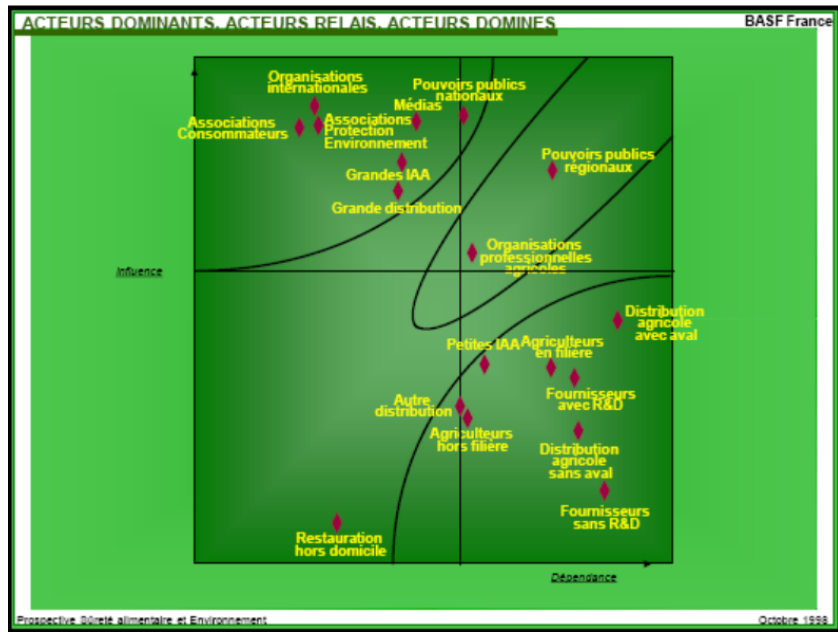 ACTEURS DOMINANTS, ACTEURS RELAIS, ACTEURS DOMINES
BASF France
Organisations
internationales
Pouvoirs publics
nationaux
Médias
Associations
Consommateurs
Associations
Protection
Environnement
Pouvoirs publics
régionaux
Grandes IAA
Grande distribution
Organisations
professionnelles
agricoles
Influence
Distribution
agricole
avec aval
Petites IAA
Agriculteurs
en filière
Fournisseurs
avec R&D
Autre
distribution
Agriculteurs
hors filière
Distribution
agricole
sans aval
Fournisseurs
sans R&D
Restauration
hors domicile
Dépendance
Prospective Sûreté alimentaire et Environnement
Octobre 1998